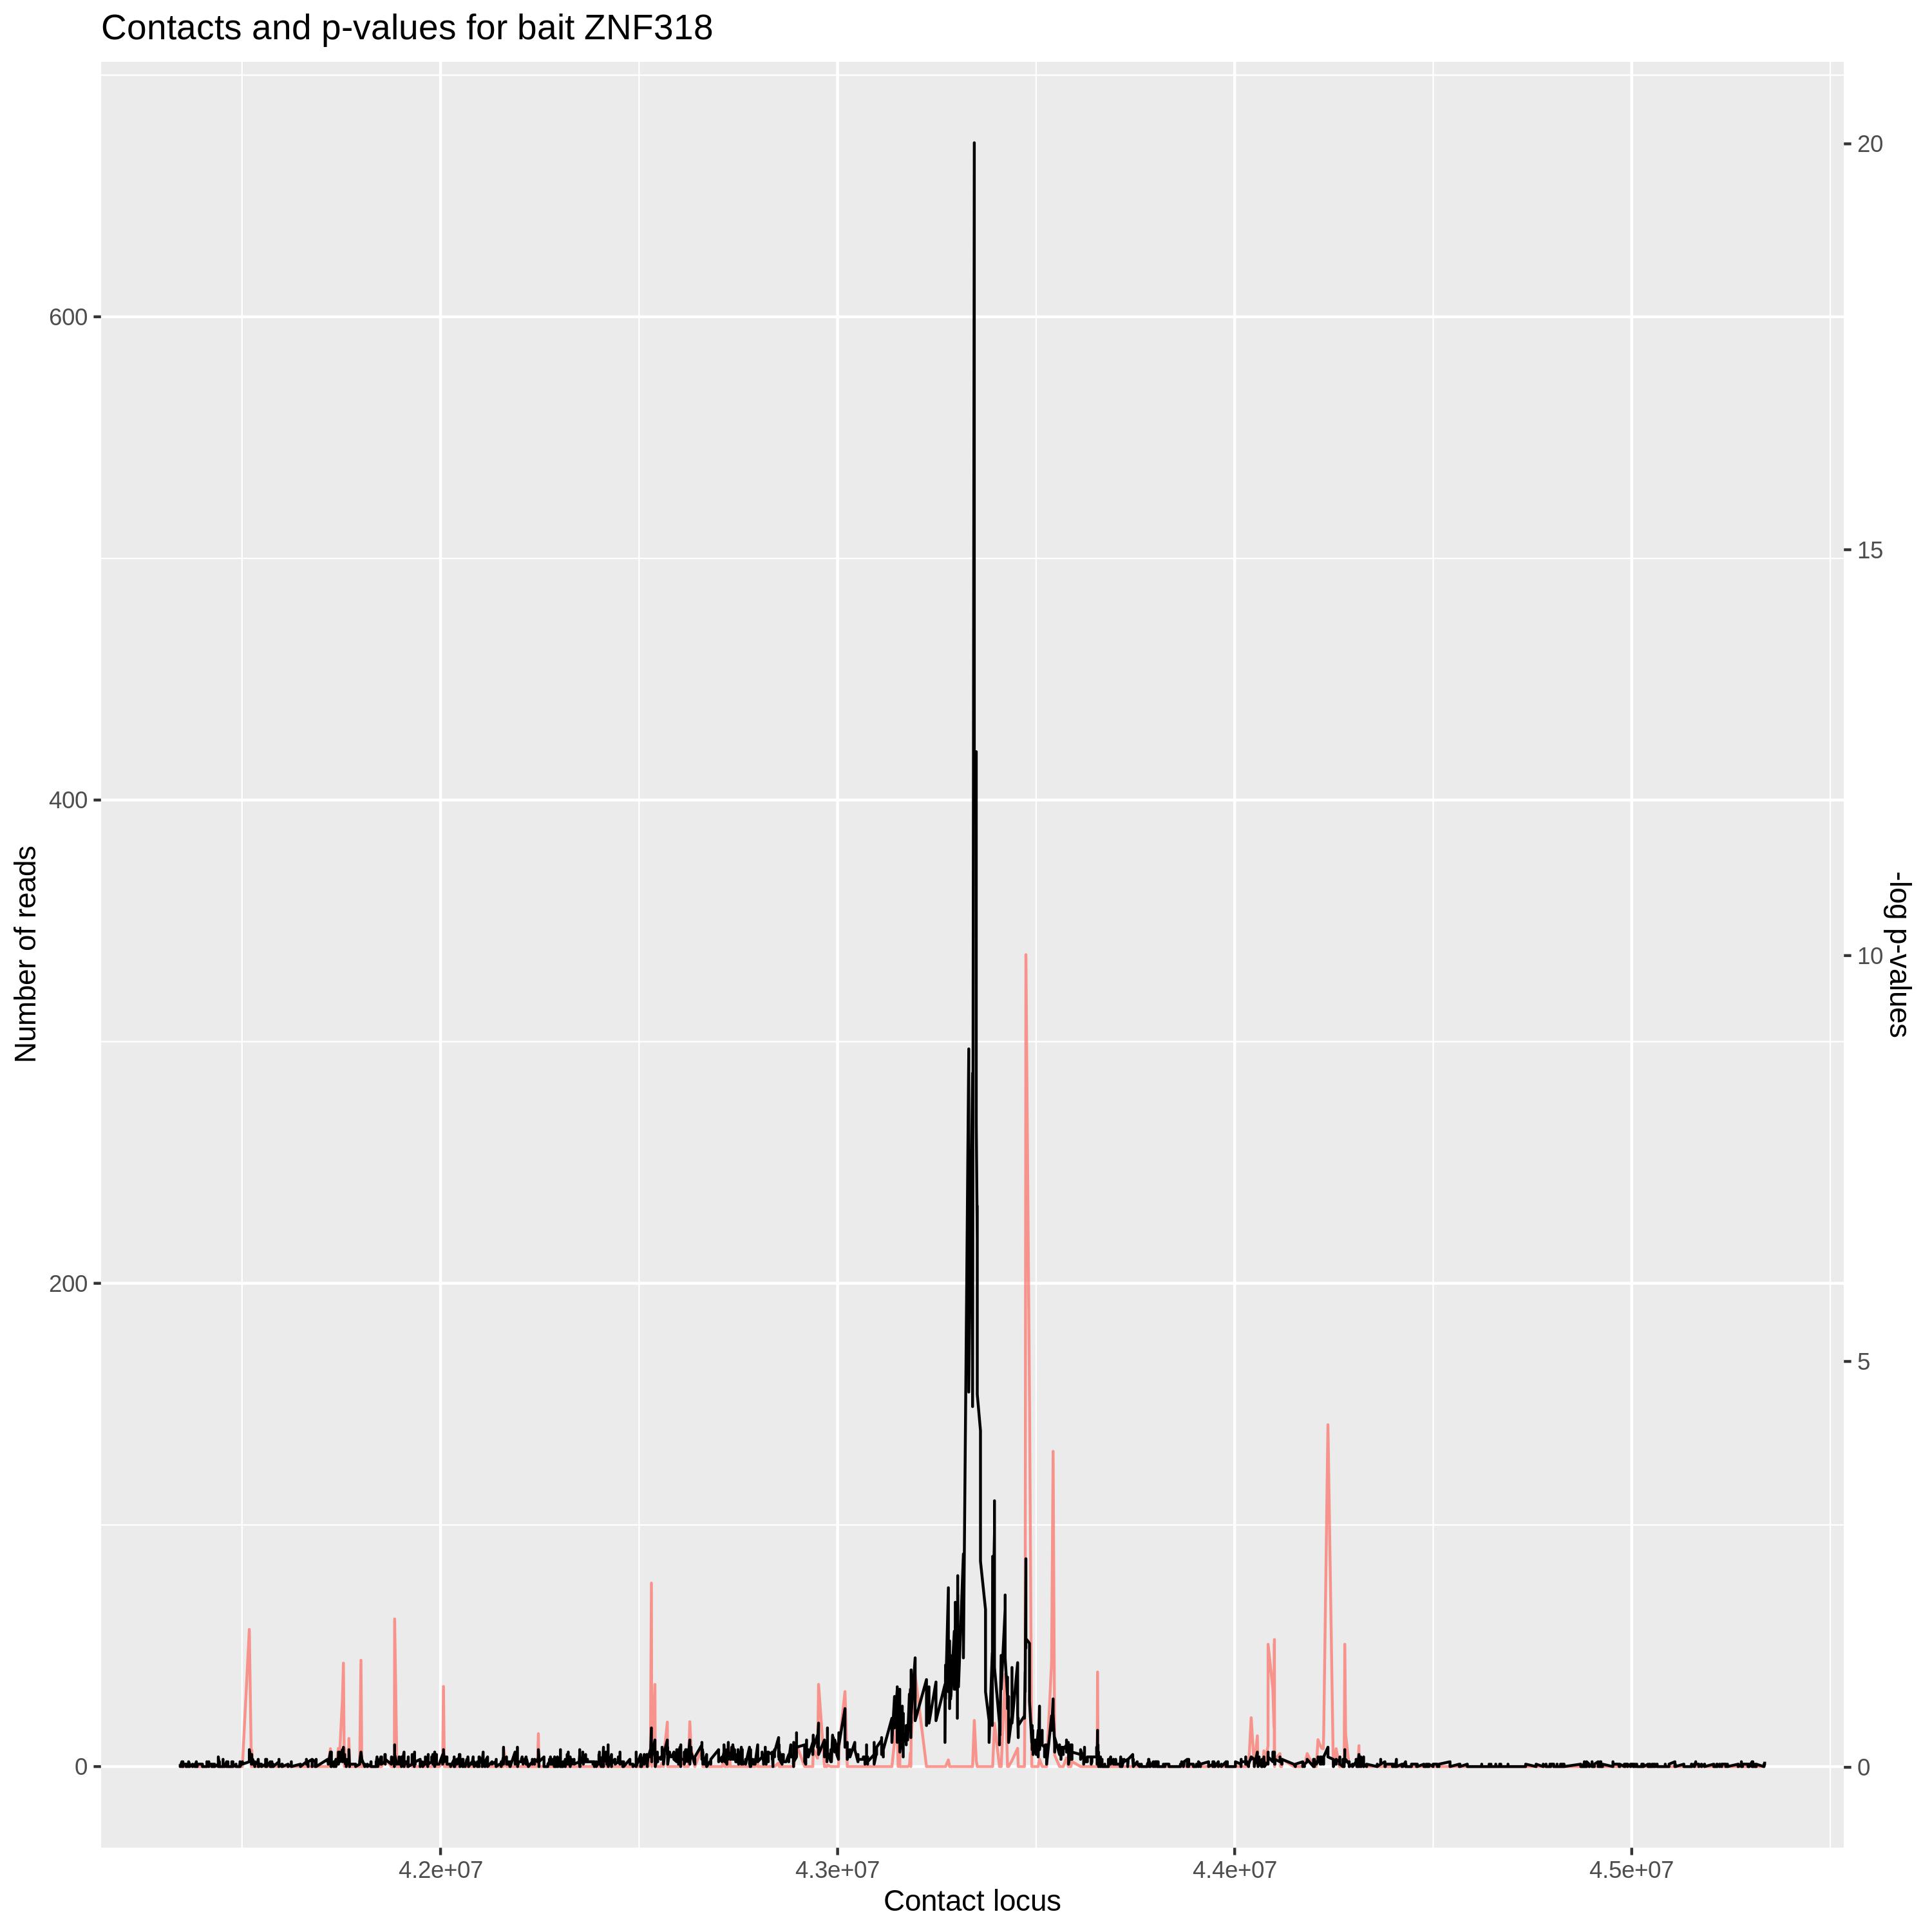 Contacts and p-values for bait ZNF318
Number of reads
600
400
200
0
20
15
10
5
0
-log p-values
4.2e+07
4.3e+07
4.4e+07
4.5e+07
Contact locus